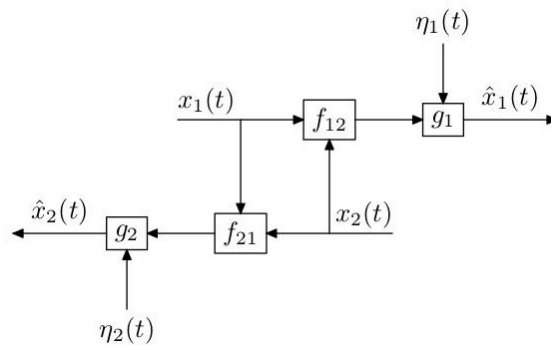 η₁(t)
x₁(t)
x̂₁(t)
f₁₂
g₁
x̂₂(t)
x₂(t)
g₂
f₂₁
η₂(t)